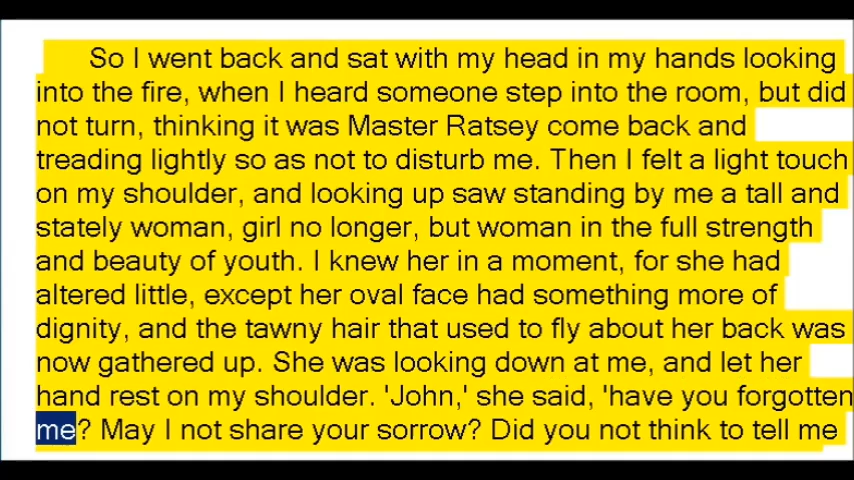 So I went back and sat with my head in my hands looking
into the fire, when I heard someone step into the room, but did
not turn, thinking it was Master Ratsey come back and
treading lightly so as not to disturb me. Then I felt a light touch
on my shoulder, and looking up saw standing by me a tall and
stately woman, girl no longer, but woman in the full strength
and beauty of youth. I knew her in a moment, for she had
altered little, except her oval face had something more of
dignity, and the tawny hair that used to fly about her back was
now gathered up. She was looking down at me, and let her
hand rest on my shoulder. 'John,' she said, 'have you forgotten
me? May I not share your sorrow? Did you not think to tell me